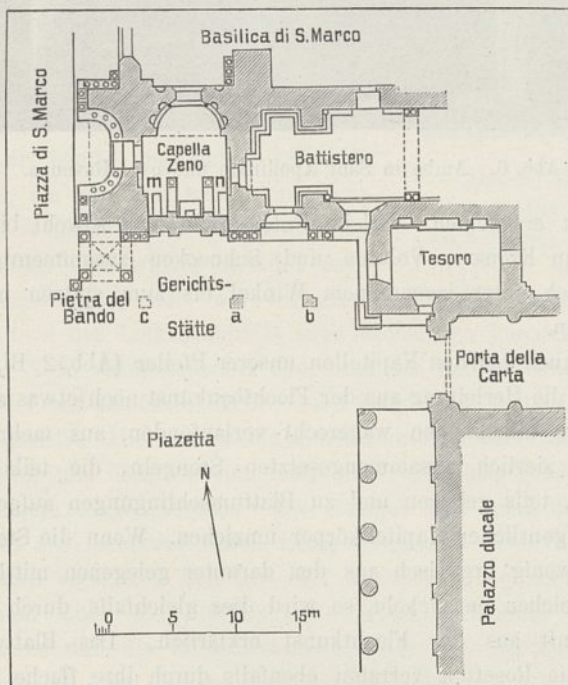 Basilica di S. Marco
Piazza di S. Marco
Capella
Zeno
m
n
Battistero
Tesoro
Pietra del
Bando
Gerichts-
Stätte
c
a
b
Porta della
Carta
Piazetta
N
0
5
10
15m
Palazzo ducale